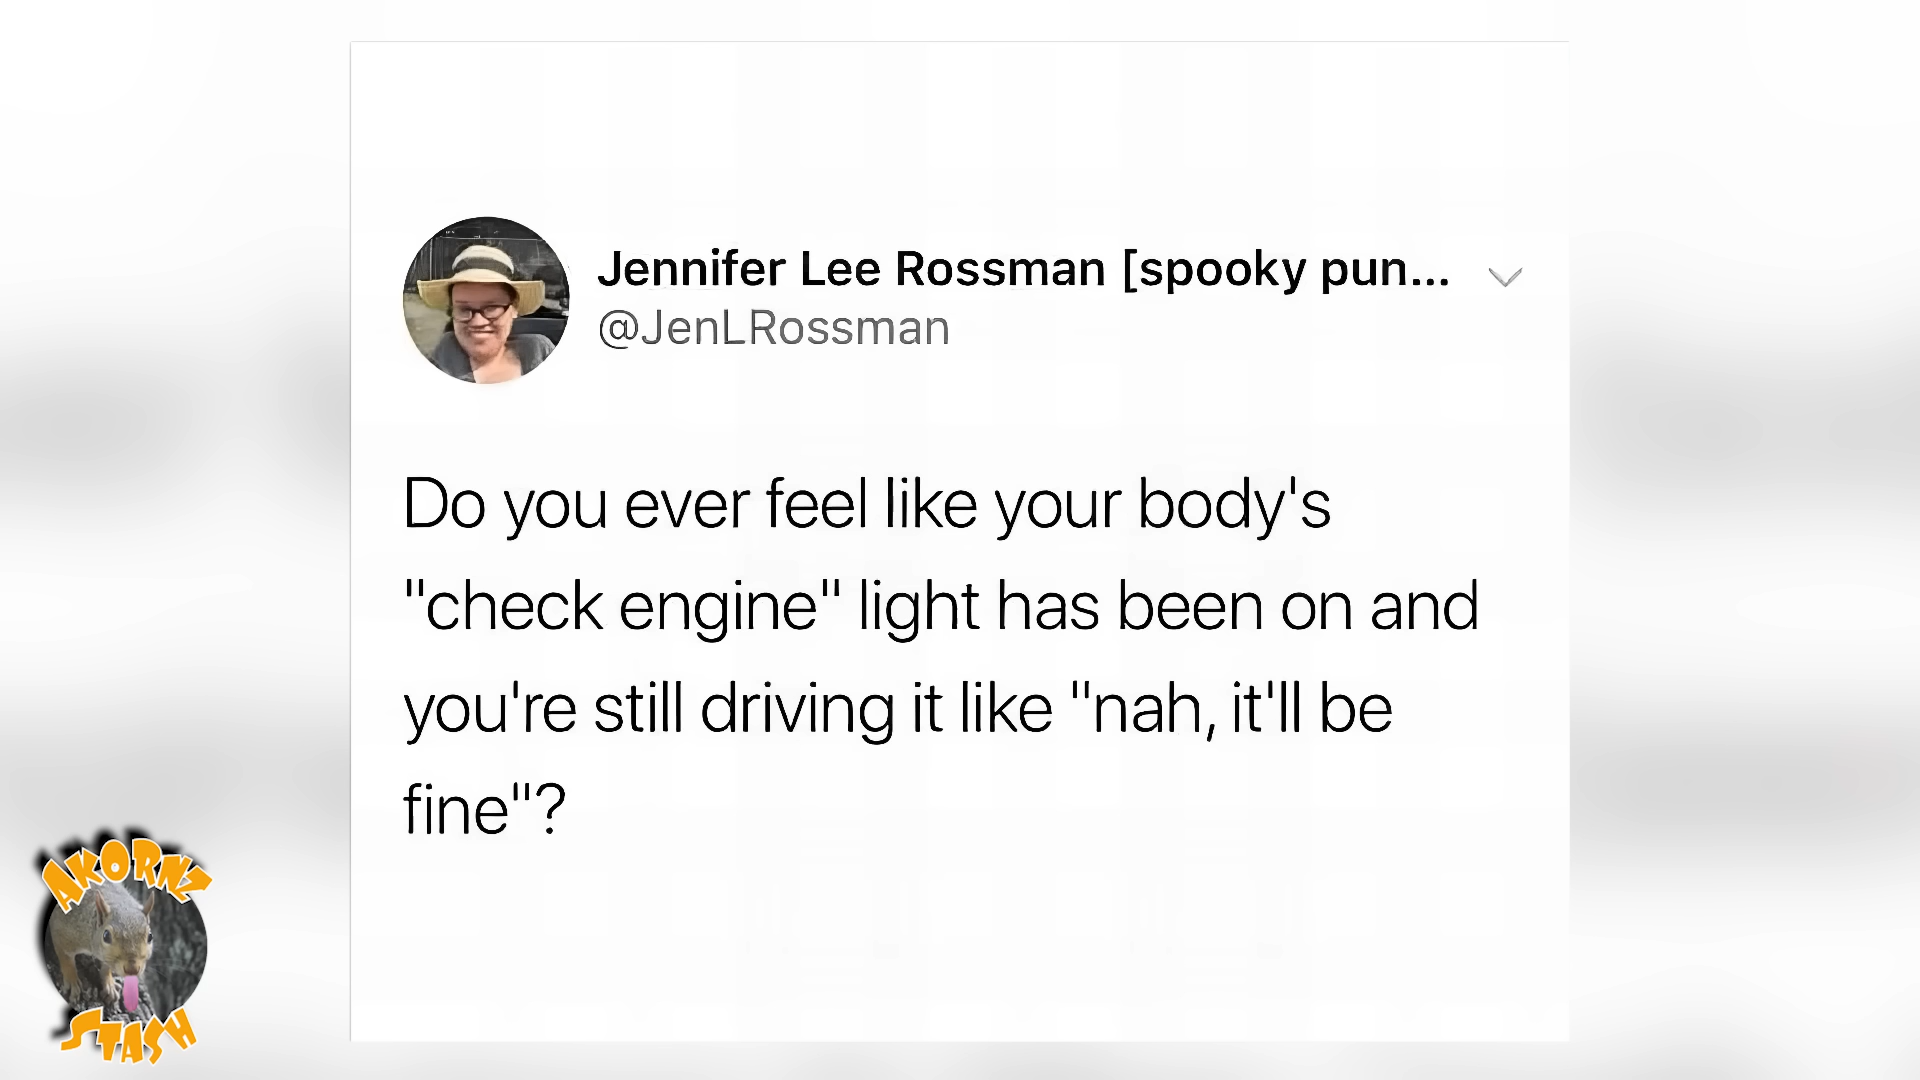 Jennifer Lee Rossman [spooky pun...
@JenLRossman
Do you ever feel like your body's
"check engine" light has been on and
you're still driving it like "nah, it'll be
fine"?
AKORNZ
STASH